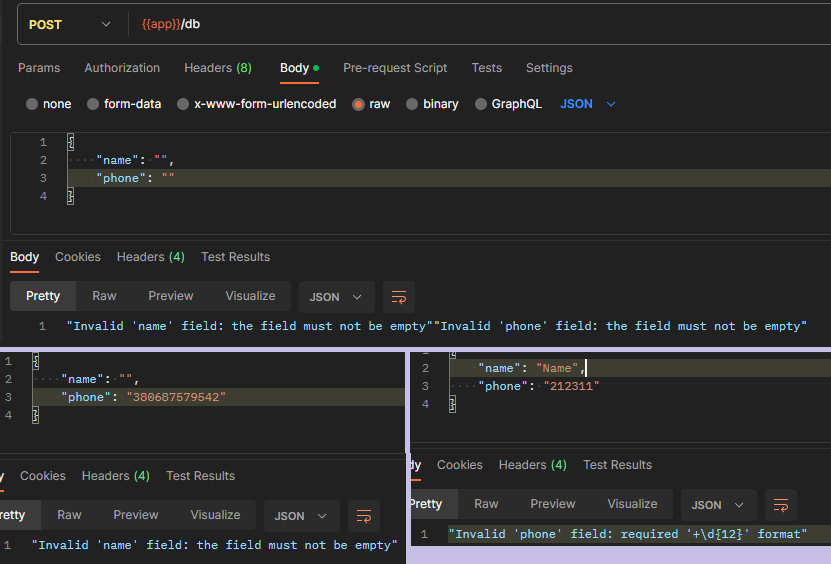 POST {{app}}/db
Params Authorization Headers (8) Body Pre-request Script Tests Settings
none form-data x-www-form-urlencoded raw binary GraphQL JSON
1 {
2 "name": "",
3 "phone": ""
4 }
Body Cookies Headers (4) Test Results
Pretty Raw Preview Visualize JSON
1 "Invalid 'name' field: the field must not be empty""Invalid 'phone' field: the field must not be empty"
1 {
2 "name": "",
3 "phone": "380687579542"
4 }
y Cookies Headers (4) Test Results
retty Raw Preview Visualize JSON
1 "Invalid 'name' field: the field must not be empty"
1 {
2 "name": "Name",
3 "phone": "212311"
4 }
dy Cookies Headers (4) Test Results
Pretty Raw Preview Visualize JSON
1 "Invalid 'phone' field: required '+\d{12}' format"